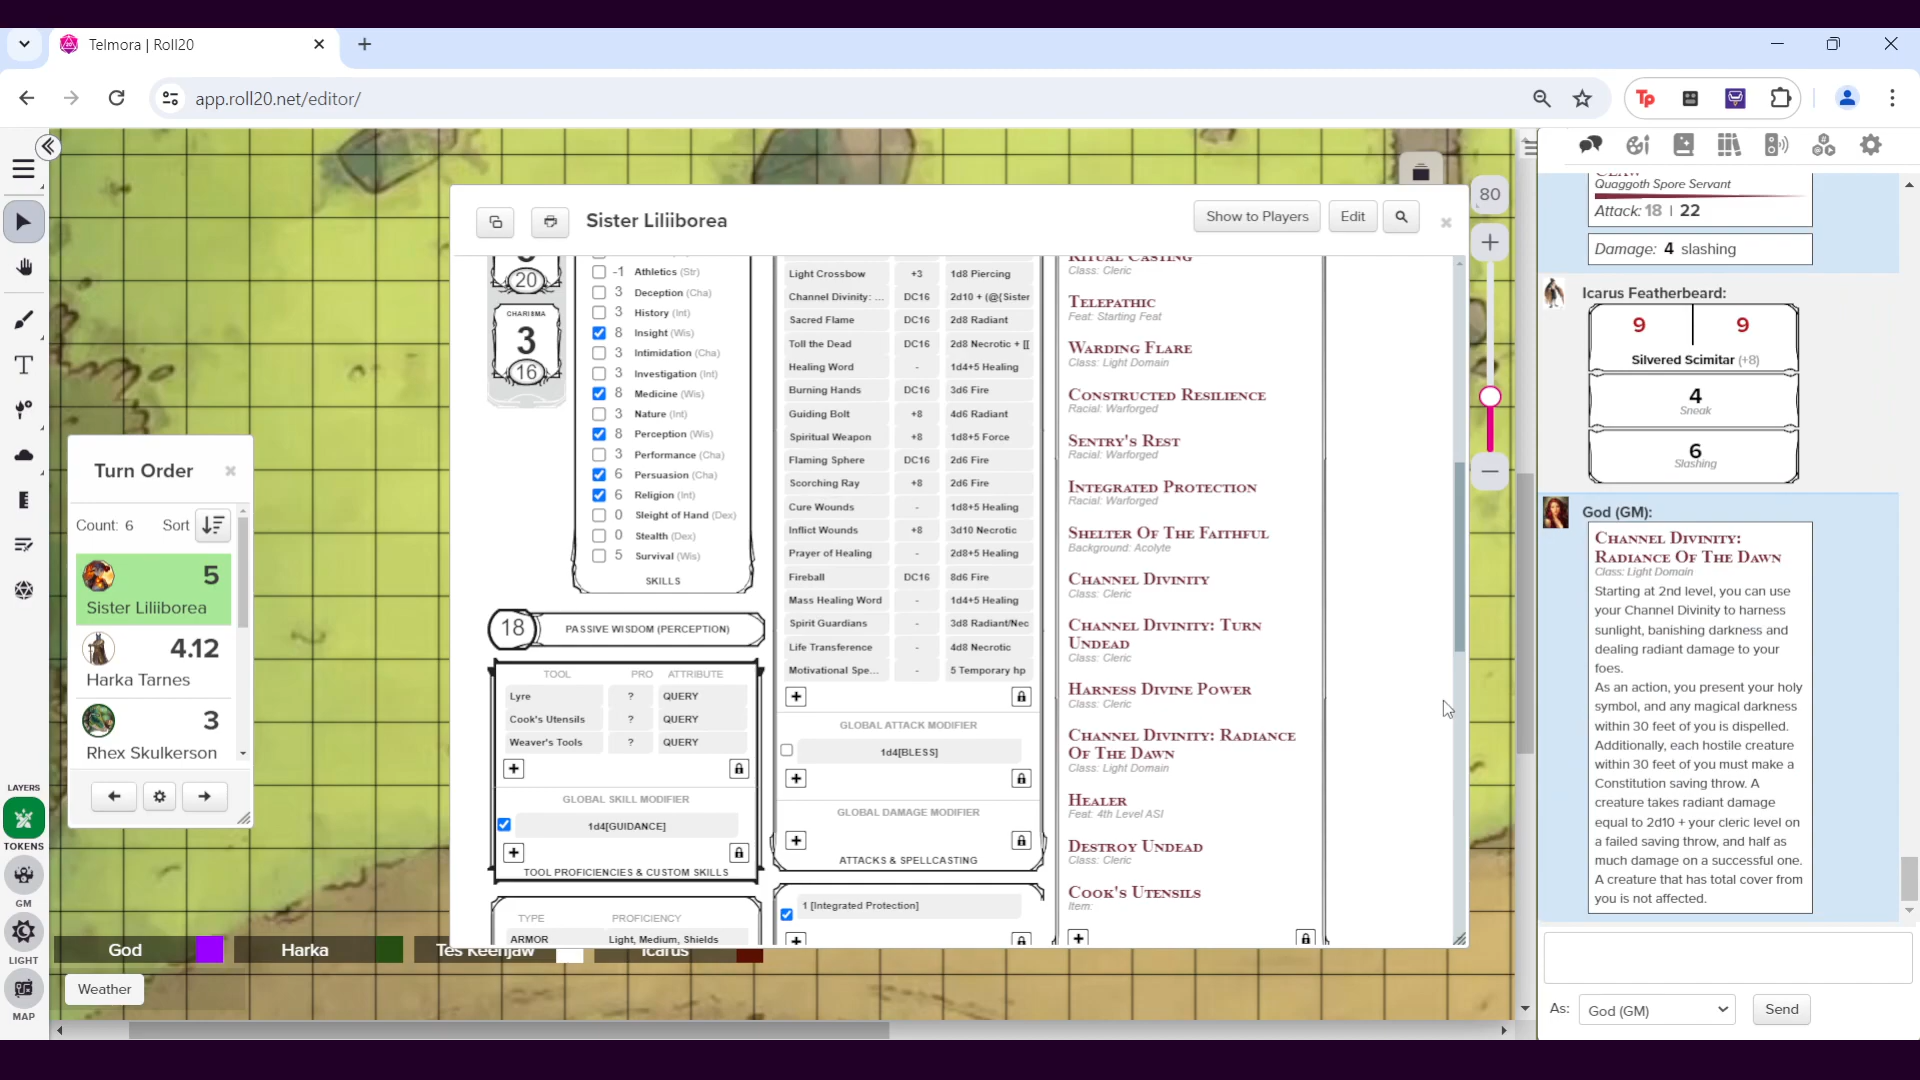 Telmora | Roll20
app.roll20.net/editor/
Sister Liliiborea
Show to Players
Edit
20
CHARISMA
3
16
-1 Athletics (Str)
3 Deception (Cha)
3 History (Int)
8 Insight (Wis)
3 Intimidation (Cha)
3 Investigation (Int)
8 Medicine (Wis)
3 Nature (Int)
8 Perception (Wis)
3 Performance (Cha)
6 Persuasion (Cha)
6 Religion (Int)
0 Sleight of Hand (Dex)
0 Stealth (Dex)
5 Survival (Wis)
SKILLS
18 PASSIVE WISDOM (PERCEPTION)
TOOL PRO ATTRIBUTE
Lyre ? QUERY
Cook's Utensils ? QUERY
Weaver's Tools ? QUERY
GLOBAL SKILL MODIFIER
1d4[GUIDANCE]
TOOL PROFICIENCIES & CUSTOM SKILLS
TYPE PROFICIENCY
ARMOR Light, Medium, Shields
Light Crossbow +3 1d8 Piercing
Channel Divinity: ... DC16 2d10 + (@{Sister
Sacred Flame DC16 2d8 Radiant
Toll the Dead DC16 2d8 Necrotic + [[
Healing Word - 1d4+5 Healing
Burning Hands DC16 3d6 Fire
Guiding Bolt +8 4d6 Radiant
Spiritual Weapon +8 1d8+5 Force
Flaming Sphere DC16 2d6 Fire
Scorching Ray +8 2d6 Fire
Cure Wounds - 1d8+5 Healing
Inflict Wounds +8 3d10 Necrotic
Prayer of Healing - 2d8+5 Healing
Fireball DC16 8d6 Fire
Mass Healing Word - 1d4+5 Healing
Spirit Guardians - 3d8 Radiant/Nec
Life Transference - 4d8 Necrotic
Motivational Spe... - 5 Temporary hp
GLOBAL ATTACK MODIFIER
1d4[BLESS]
GLOBAL DAMAGE MODIFIER
ATTACKS & SPELLCASTING
1 [Integrated Protection]
RITUAL CASTING
Class: Cleric
TELEPATHIC
Feat: Starting Feat
WARDING FLARE
Class: Light Domain
CONSTRUCTED RESILIENCE
Racial: Warforged
SENTRY'S REST
Racial: Warforged
INTEGRATED PROTECTION
Racial: Warforged
SHELTER OF THE FAITHFUL
Background: Acolyte
CHANNEL DIVINITY
Class: Cleric
CHANNEL DIVINITY: TURN
UNDEAD
Class: Cleric
HARNESS DIVINE POWER
Class: Cleric
CHANNEL DIVINITY: RADIANCE
OF THE DAWN
Class: Light Domain
HEALER
Feat: 4th Level ASI
DESTROY UNDEAD
Class: Cleric
COOK'S UTENSILS
Item:
Turn Order
Count: 6 Sort
5
Sister Liliiborea
4.12
Harka Tarnes
3
Rhex Skulkerson
LAYERS
TOKENS
GM
LIGHT
MAP
God
Harka
Tes Keenjaw
Icarus
Weather
80
CLAW
Quaggoth Spore Servant
Attack: 18 | 22
Damage: 4 slashing
Icarus Featherbeard:
9 9
Silvered Scimitar (+8)
4
Sneak
6
Slashing
God (GM):
CHANNEL DIVINITY:
RADIANCE OF THE DAWN
Class: Light Domain
Starting at 2nd level, you can use
your Channel Divinity to harness
sunlight, banishing darkness and
dealing radiant damage to your
foes.
As an action, you present your holy
symbol, and any magical darkness
within 30 feet of you is dispelled.
Additionally, each hostile creature
within 30 feet of you must make a
Constitution saving throw. A
creature takes radiant damage
equal to 2d10 + your cleric level on
a failed saving throw, and half as
much damage on a successful one.
A creature that has total cover from
you is not affected.
As: God (GM)
Send